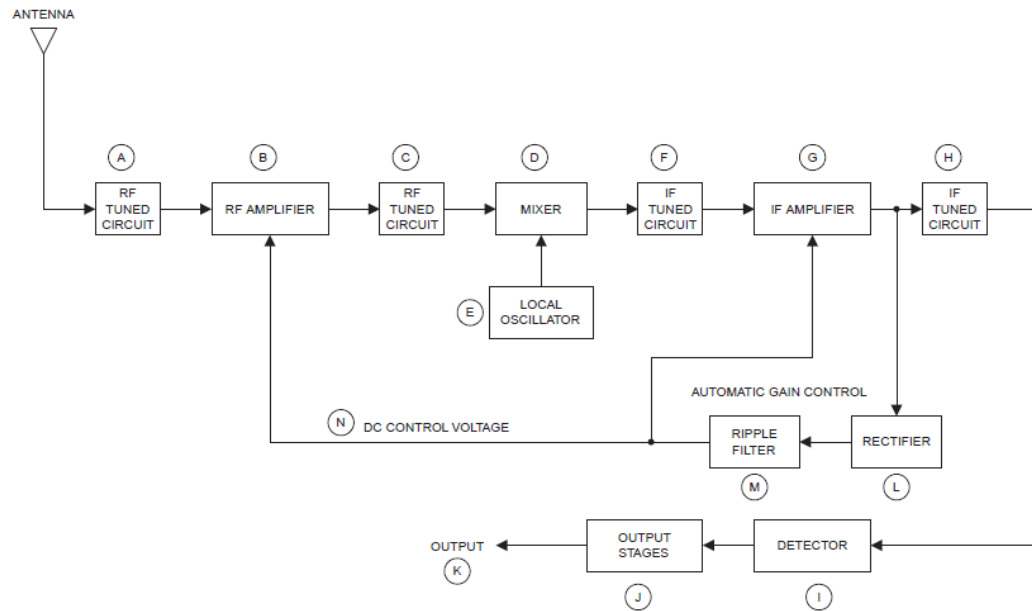 ANTENNA
A
B
C
D
F
G
H
RF
TUNED
CIRCUIT
RF AMPLIFIER
RF
TUNED
CIRCUIT
MIXER
IF
TUNED
CIRCUIT
IF AMPLIFIER
IF
TUNED
CIRCUIT
E
LOCAL
OSCILLATOR
AUTOMATIC GAIN CONTROL
N
DC CONTROL VOLTAGE
RIPPLE
FILTER
RECTIFIER
M
L
OUTPUT
K
OUTPUT
STAGES
DETECTOR
J
I